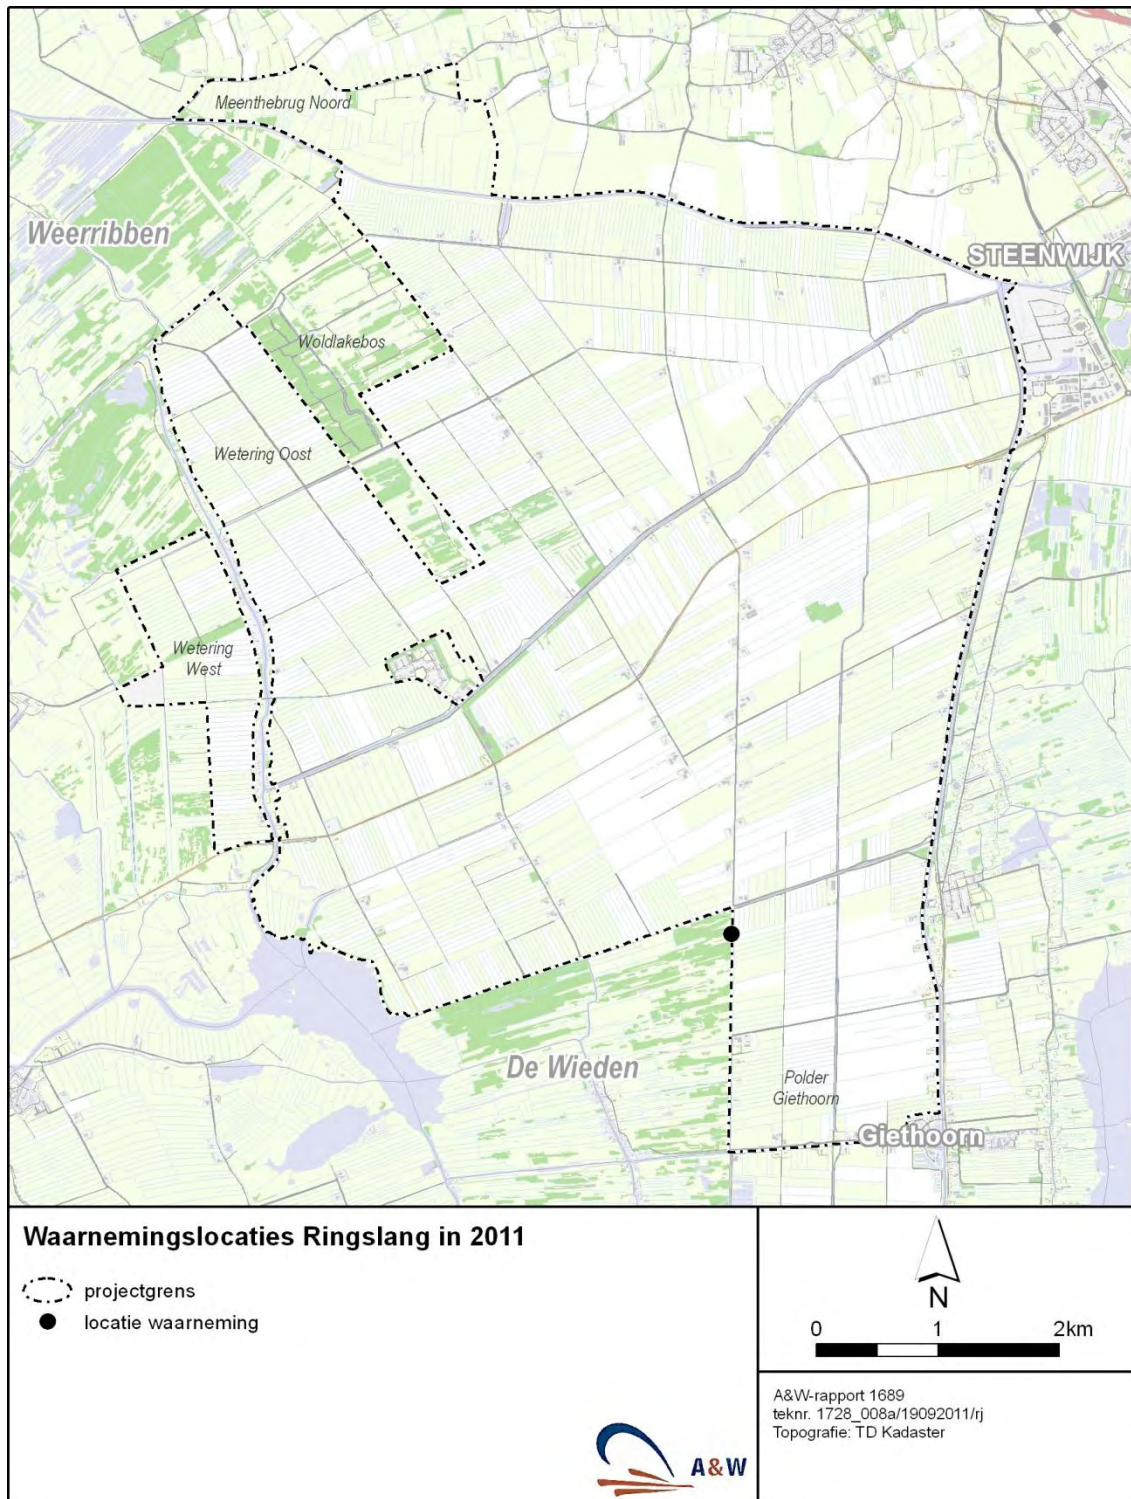 Meenthebrug Noord
Weerribben
STEENWIJK
Woldlakebos
Wetering Oost
Wetering
West
De Wieden
Polder
Giethoorn
Giethoorn
Waarnemingslocaties Ringslang in 2011
projectgrens
locatie waarneming
N
0 1 2km
A&W-rapport 1689
teknr. 1728_008a/19092011/rj
Topografie: TD Kadaster
A&W